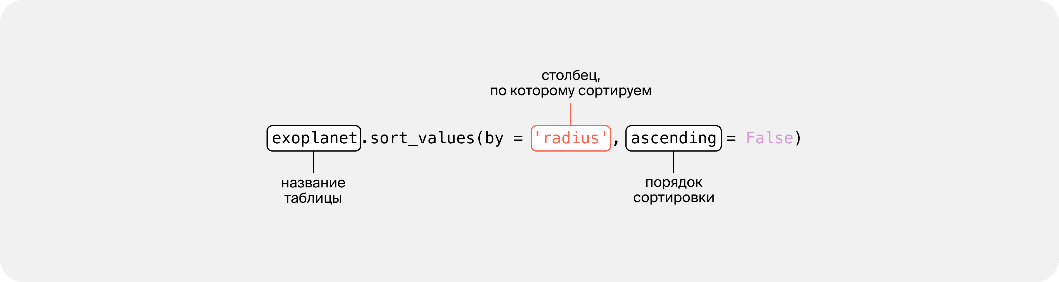 столбец,
по которому сортируем
exoplanet.sort_values(by = 'radius', ascending = False)
название
таблицы
порядок
сортировки